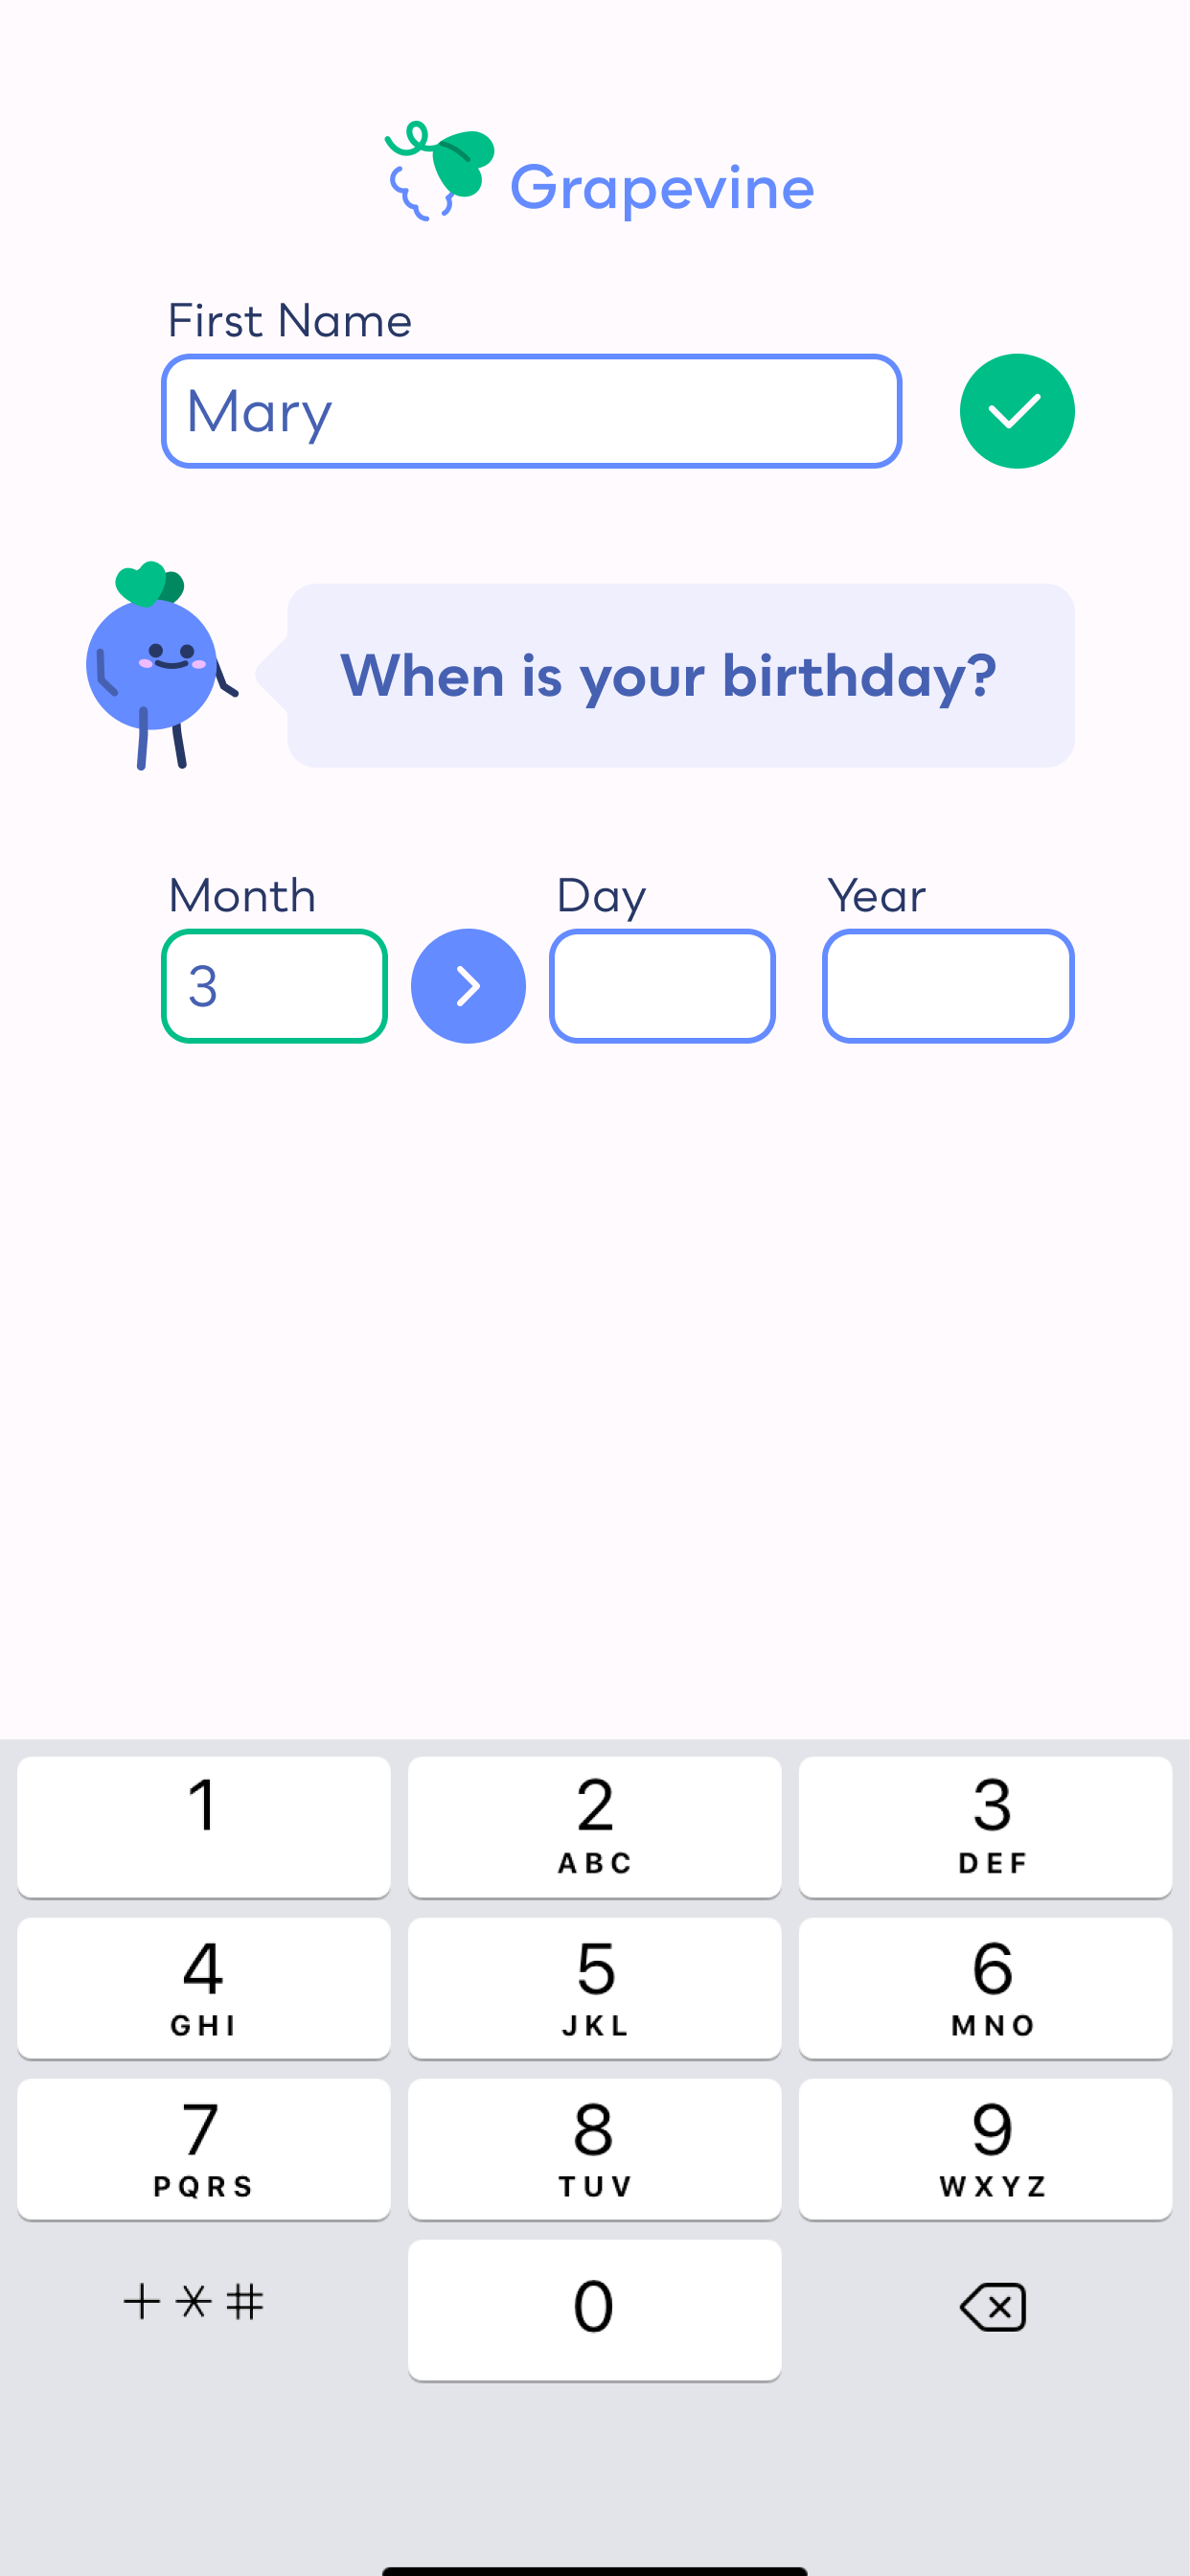 Grapevine
First Name
Mary
When is your birthday?
Month Day Year
3
1 2 3
ABC DEF
4 5 6
GHI JKL MNO
7 8 9
PQRS TUV WXYZ
+*# 0